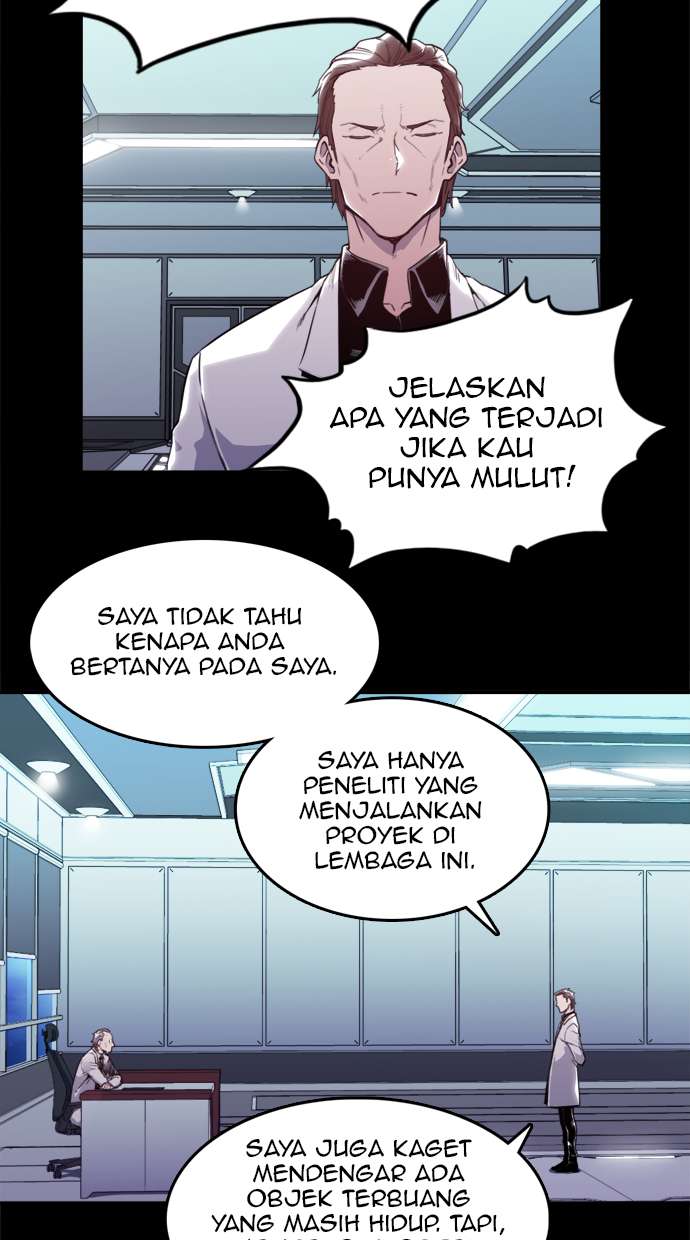 JELASKAN
APA YANG TERJADI
JIKA KAU
PUNYA MULUT!
SAYA TIDAK TAHU
KENAPA ANDA
BERTANYA PADA SAYA.
SAYA HANYA
PENELITI YANG
MENJALANKAN
PROYEK DI
LEMBAGA INI.
SAYA JUGA KAGET
MENDENGAR ADA
OBJEK TERBUANG
YANG MASIH HIDUP. TAPI,